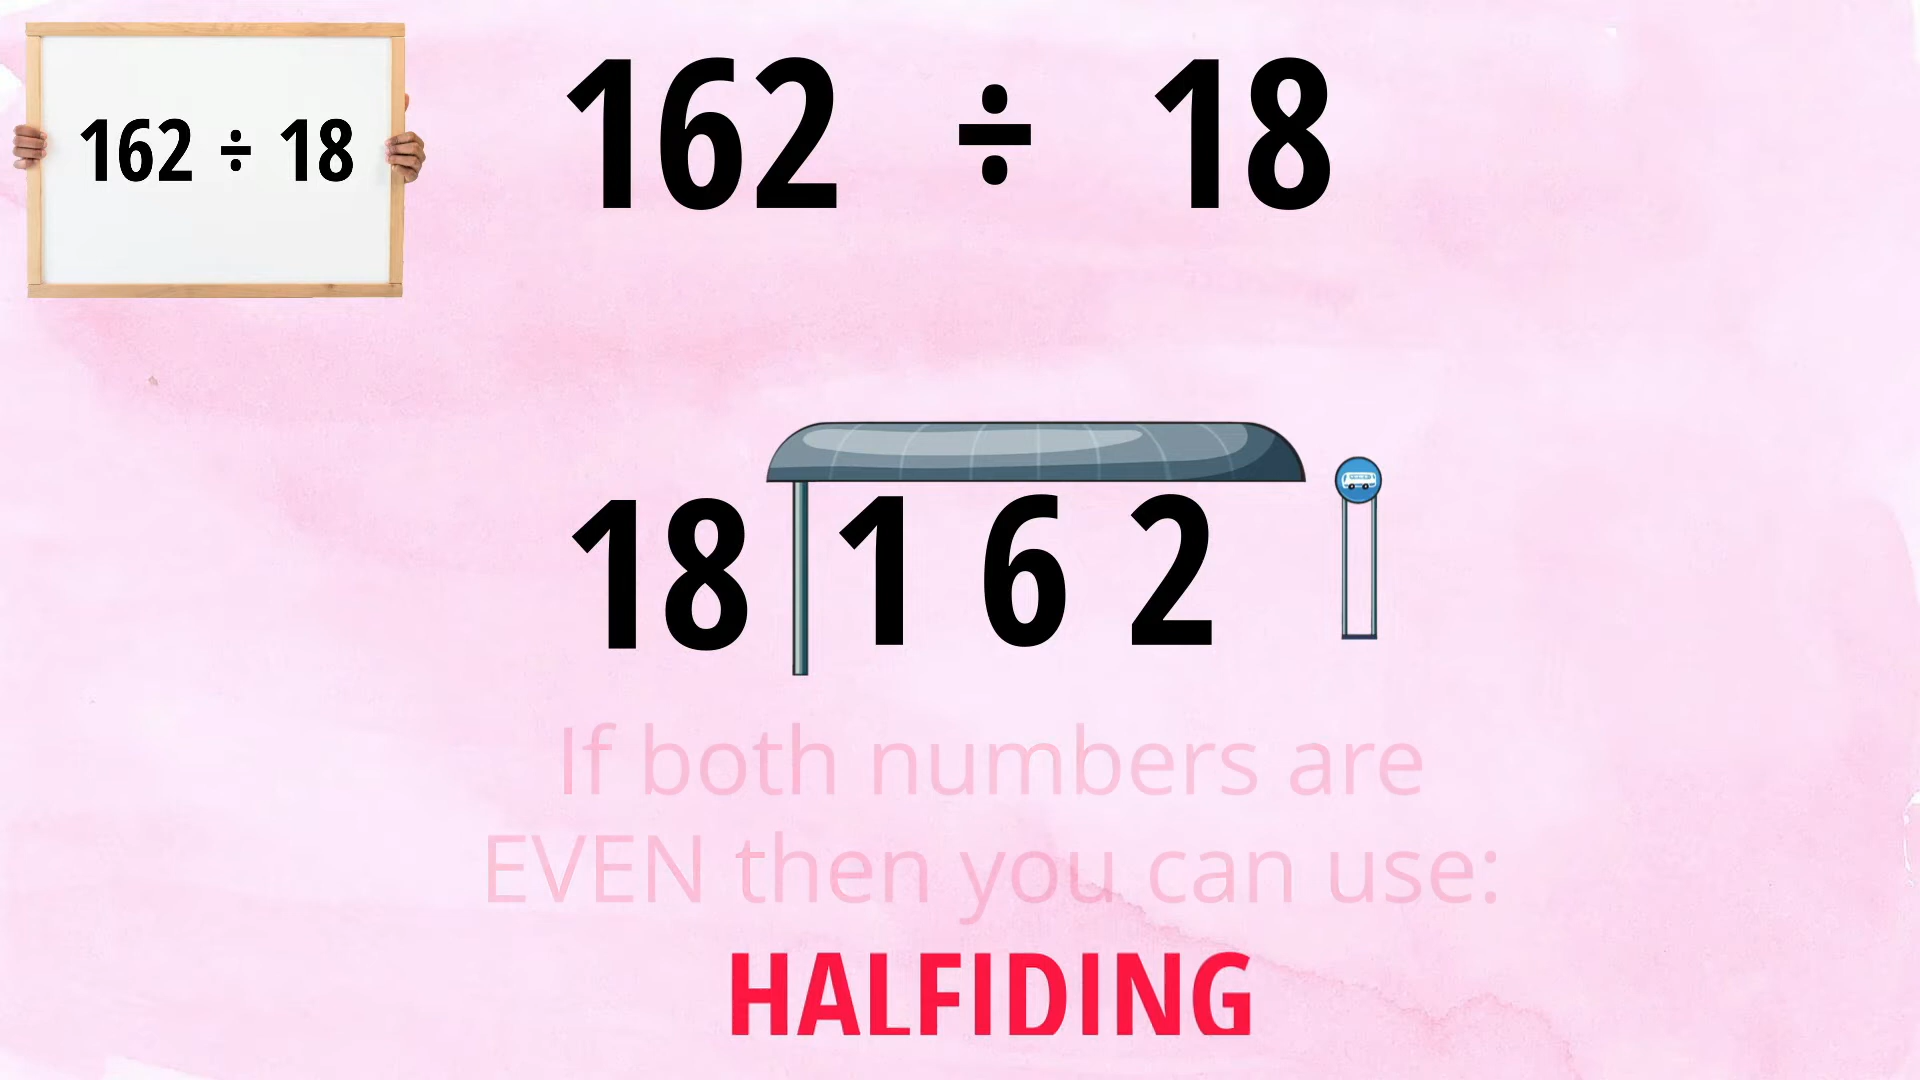 162 ÷ 18
162 ÷ 18
18 1 6 2
If both numbers are
EVEN then you can use:
HALFIDING